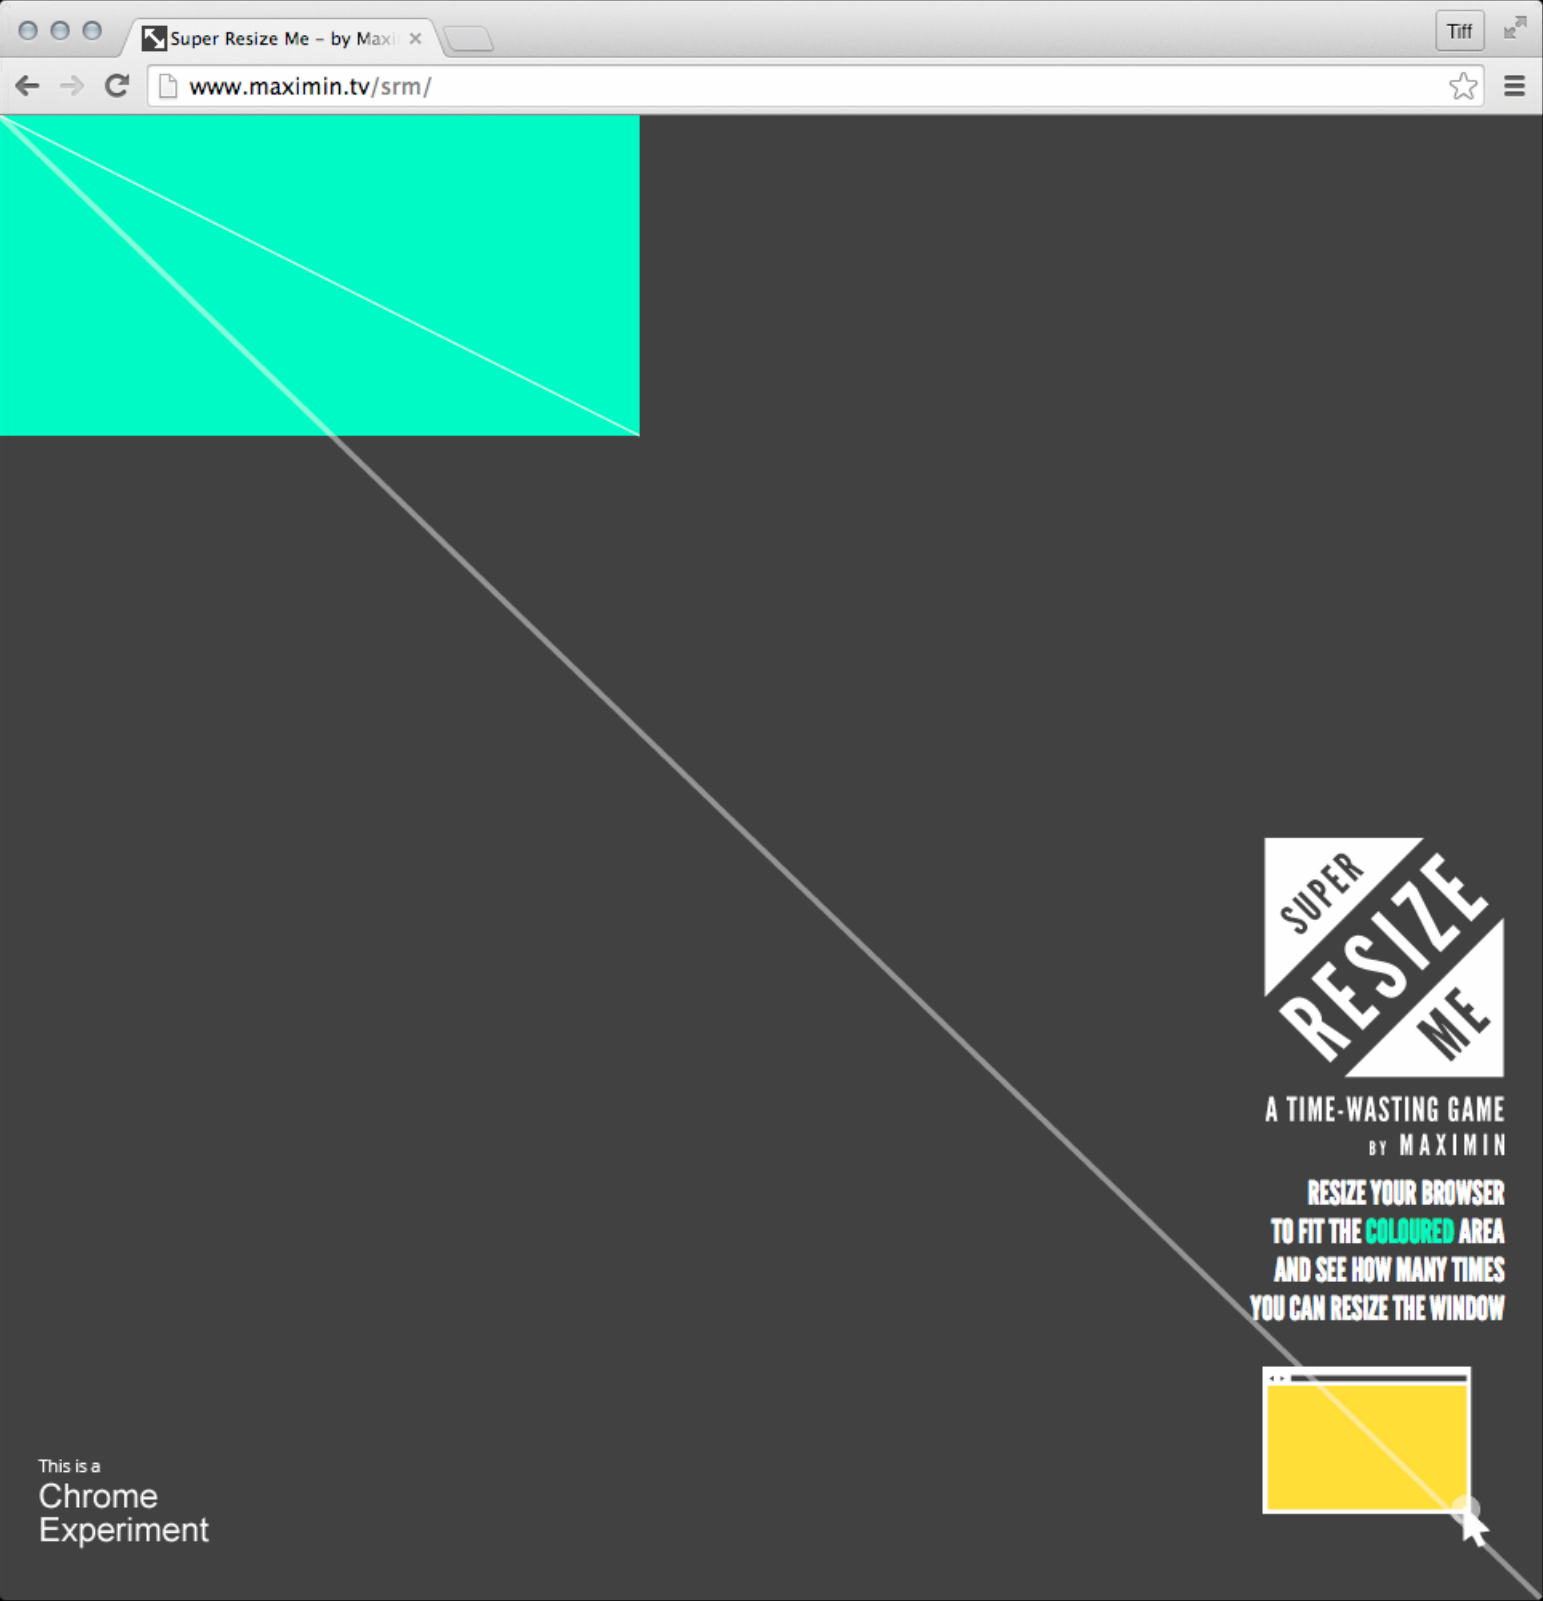 Super Resize Me – by Maxi
Tiff
www.maximin.tv/srm/
SUPER
RESIZE
ME
A TIME-WASTING GAME
BY MAXIMIN
RESIZE YOUR BROWSER
TO FIT THE COLOURED AREA
AND SEE HOW MANY TIMES
YOU CAN RESIZE THE WINDOW
This is a
Chrome
Experiment